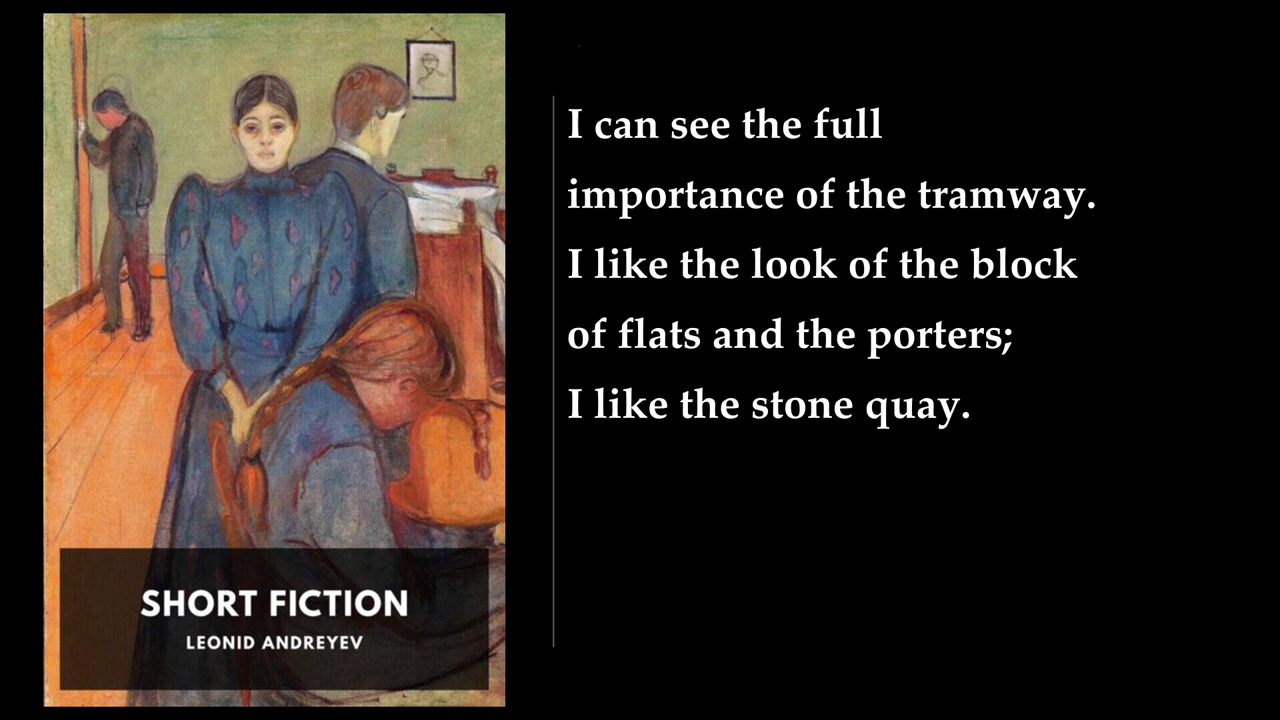 SHORT FICTION
LEONID ANDREYEV
I can see the full
importance of the tramway.
I like the look of the block
of flats and the porters;
I like the stone quay.